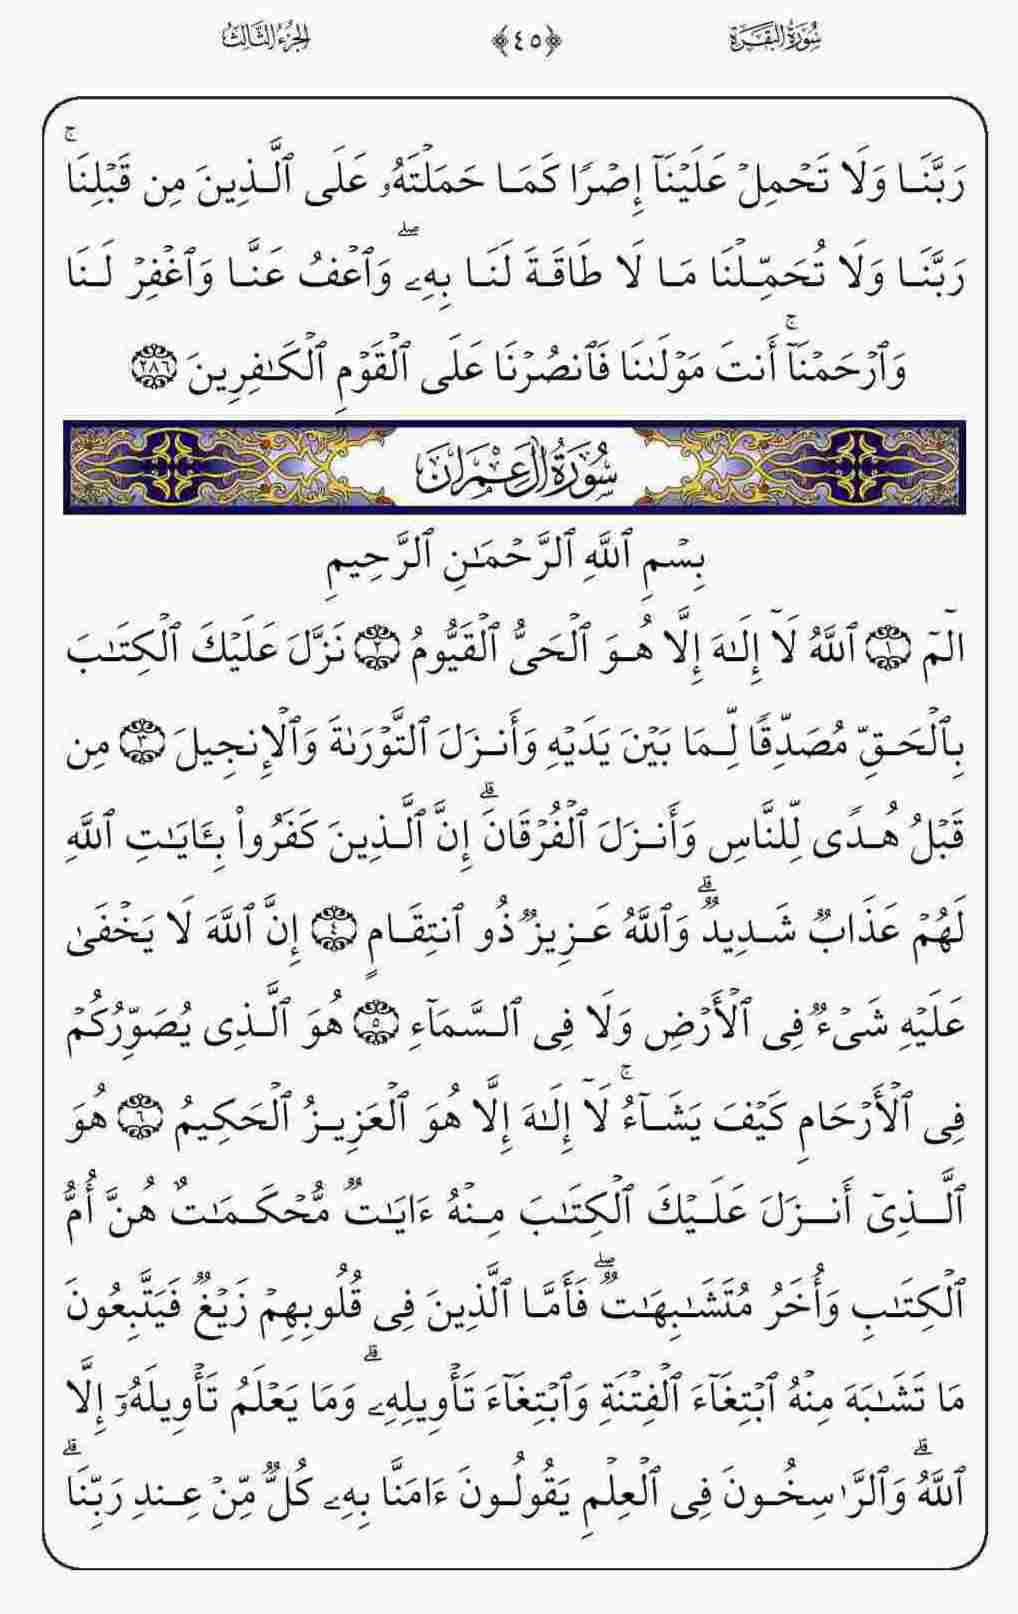 سُورَةُ البَقَرَة ﴿٤٥﴾ الجُزءُ الثَّالِثُ
رَبَّنَا وَلَا تَحۡمِلۡ عَلَيۡنَآ إِصۡرٗا كَمَا حَمَلۡتَهُۥ عَلَى ٱلَّذِينَ مِن قَبۡلِنَاۚ
رَبَّنَا وَلَا تُحَمِّلۡنَا مَا لَا طَاقَةَ لَنَا بِهِۦۖ وَٱعۡفُ عَنَّا وَٱغۡفِرۡ لَنَا
وَٱرۡحَمۡنَآۚ أَنتَ مَوۡلَىٰنَا فَٱنصُرۡنَا عَلَى ٱلۡقَوۡمِ ٱلۡكَٰفِرِينَ ٢٨٦
سُورَةُ آلِ عِمۡرَان
بِسۡمِ ٱللَّهِ ٱلرَّحۡمَٰنِ ٱلرَّحِيمِ
الٓمٓ ١ ٱللَّهُ لَآ إِلَٰهَ إِلَّا هُوَ ٱلۡحَيُّ ٱلۡقَيُّومُ ٢ نَزَّلَ عَلَيۡكَ ٱلۡكِتَٰبَ
بِٱلۡحَقِّ مُصَدِّقٗا لِّمَا بَيۡنَ يَدَيۡهِ وَأَنزَلَ ٱلتَّوۡرَىٰةَ وَٱلۡإِنجِيلَ ٣ مِن
قَبۡلُ هُدٗى لِّلنَّاسِ وَأَنزَلَ ٱلۡفُرۡقَانَۗ إِنَّ ٱلَّذِينَ كَفَرُواْ بِـَٔايَٰتِ ٱللَّهِ
لَهُمۡ عَذَابٞ شَدِيدٞۗ وَٱللَّهُ عَزِيزٞ ذُو ٱنتِقَامٍ ٤ إِنَّ ٱللَّهَ لَا يَخۡفَىٰ
عَلَيۡهِ شَيۡءٞ فِي ٱلۡأَرۡضِ وَلَا فِي ٱلسَّمَآءِ ٥ هُوَ ٱلَّذِي يُصَوِّرُكُمۡ
فِي ٱلۡأَرۡحَامِ كَيۡفَ يَشَآءُۚ لَآ إِلَٰهَ إِلَّا هُوَ ٱلۡعَزِيزُ ٱلۡحَكِيمُ ٦ هُوَ
ٱلَّذِيٓ أَنزَلَ عَلَيۡكَ ٱلۡكِتَٰبَ مِنۡهُ ءَايَٰتٞ مُّحۡكَمَٰتٌ هُنَّ أُمُّ
ٱلۡكِتَٰبِ وَأُخَرُ مُتَشَٰبِهَٰتٞۖ فَأَمَّا ٱلَّذِينَ فِي قُلُوبِهِمۡ زَيۡغٞ فَيَتَّبِعُونَ
مَا تَشَٰبَهَ مِنۡهُ ٱبۡتِغَآءَ ٱلۡفِتۡنَةِ وَٱبۡتِغَآءَ تَأۡوِيلِهِۦۗ وَمَا يَعۡلَمُ تَأۡوِيلَهُۥٓ إِلَّا
ٱللَّهُۗ وَٱلرَّٰسِخُونَ فِي ٱلۡعِلۡمِ يَقُولُونَ ءَامَنَّا بِهِۦ كُلّٞ مِّنۡ عِندِ رَبِّنَاۗ